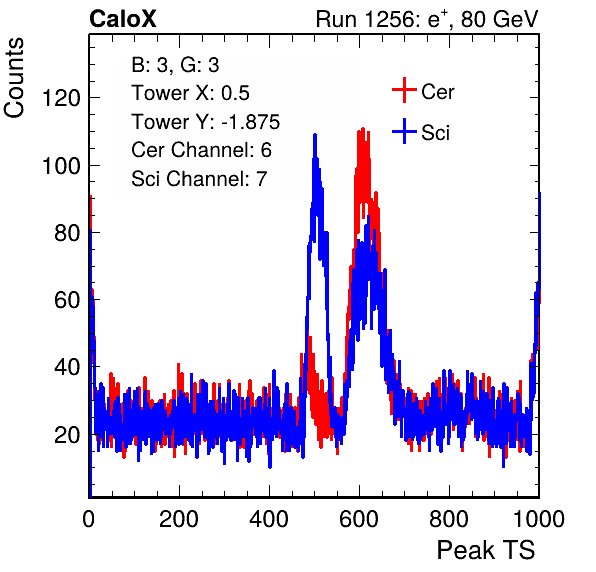 CaloX Run 1256: e⁺, 80 GeV
Counts
B: 3, G: 3
Tower X: 0.5
Tower Y: -1.875
Cer Channel: 6
Sci Channel: 7
Cer
Sci
120
100
80
60
40
20
0 200 400 600 800 1000
Peak TS